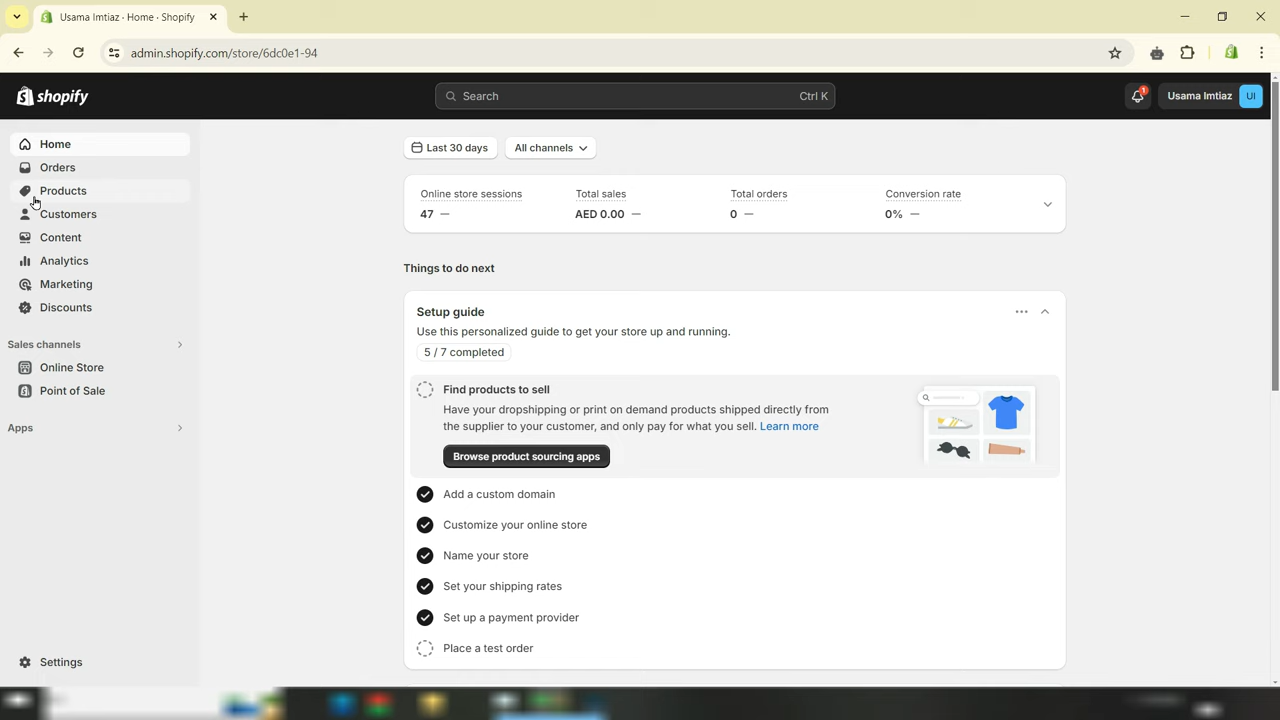 Usama Imtiaz · Home · Shopify
admin.shopify.com/store/6dc0e1-94
shopify
Search
Ctrl K
1
Usama Imtiaz
UI
Home
Orders
Products
Customers
Content
Analytics
Marketing
Discounts
Sales channels
Online Store
Point of Sale
Apps
Settings
Last 30 days
All channels
Online store sessions
47 —
Total sales
AED 0.00 —
Total orders
0 —
Conversion rate
0% —
Things to do next
Setup guide
Use this personalized guide to get your store up and running.
5 / 7 completed
Find products to sell
Have your dropshipping or print on demand products shipped directly from
the supplier to your customer, and only pay for what you sell. Learn more
Browse product sourcing apps
Add a custom domain
Customize your online store
Name your store
Set your shipping rates
Set up a payment provider
Place a test order